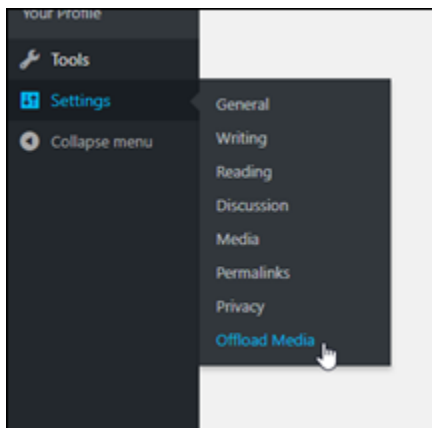 Your Profile
Tools
Settings
Collapse menu
General
Writing
Reading
Discussion
Media
Permalinks
Privacy
Offload Media